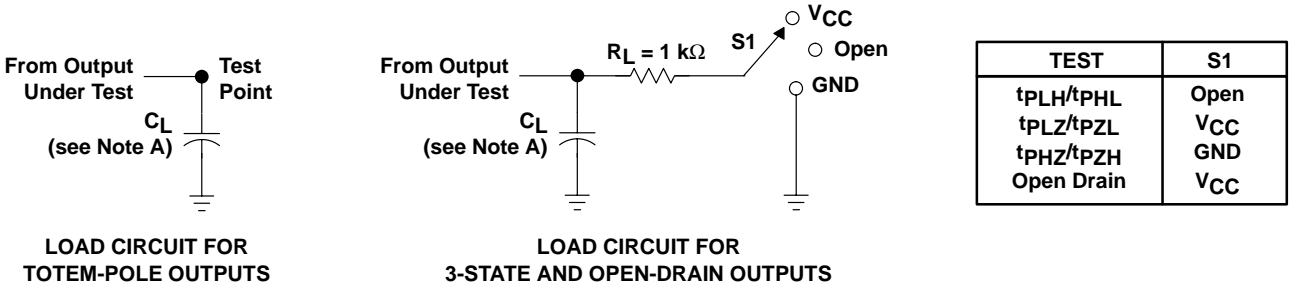 From Output
Under Test
Test
Point
CL
(see Note A)
LOAD CIRCUIT FOR
TOTEM-POLE OUTPUTS
From Output
Under Test
RL = 1 kΩ
S1
VCC
Open
GND
CL
(see Note A)
LOAD CIRCUIT FOR
3-STATE AND OPEN-DRAIN OUTPUTS
TEST S1
tPLH/tPHL Open
tPLZ/tPZL VCC
tPHZ/tPZH GND
Open Drain VCC